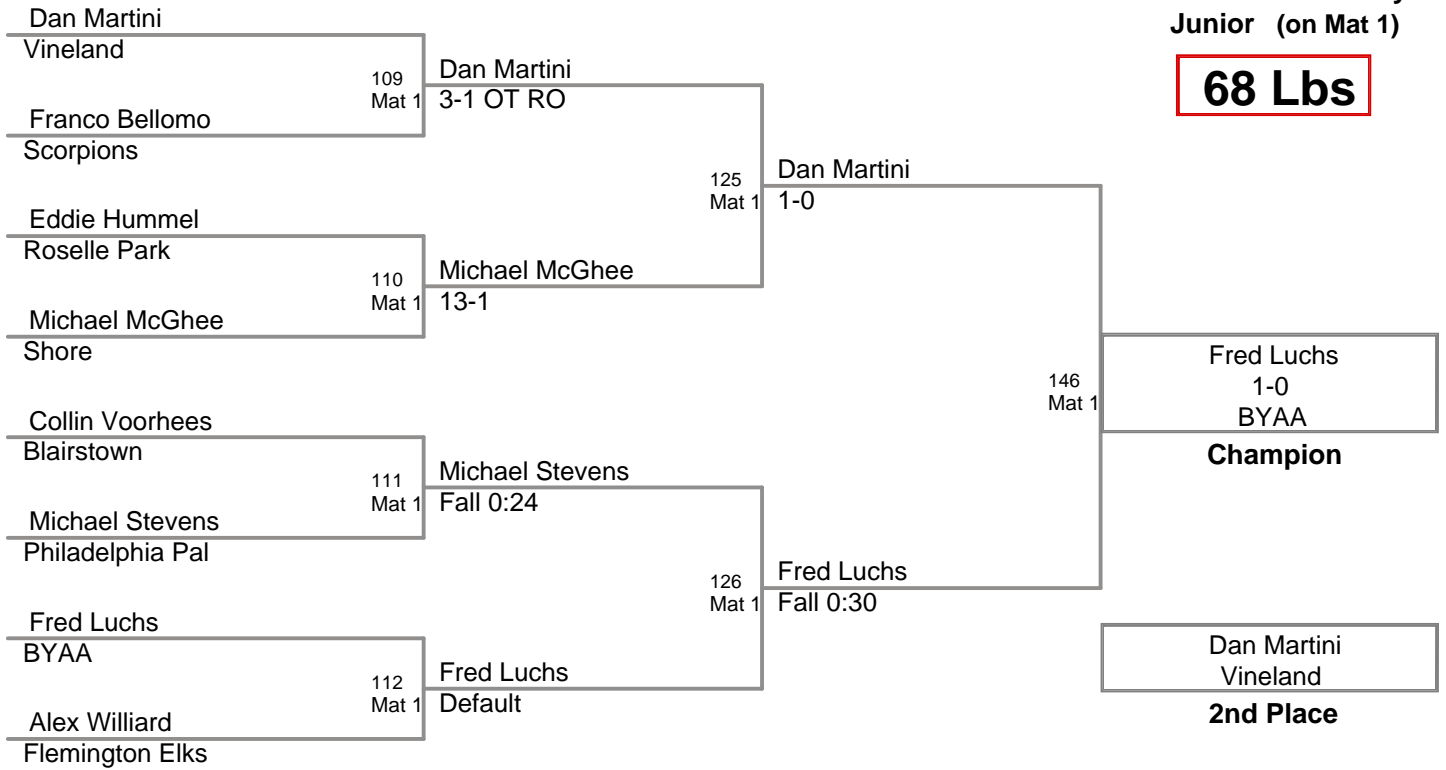 Junior (on Mat 1)
68 Lbs
Dan Martini
Vineland
109
Mat 1
Dan Martini
3-1 OT RO
Franco Bellomo
Scorpions
125
Mat 1
Dan Martini
1-0
Eddie Hummel
Roselle Park
110
Mat 1
Michael McGhee
13-1
Michael McGhee
Shore
146
Mat 1
Fred Luchs
1-0
BYAA
Champion
Collin Voorhees
Blairstown
111
Mat 1
Michael Stevens
Fall 0:24
Michael Stevens
Philadelphia Pal
126
Mat 1
Fred Luchs
Fall 0:30
Fred Luchs
BYAA
112
Mat 1
Fred Luchs
Default
Alex Williard
Flemington Elks
Dan Martini
Vineland
2nd Place